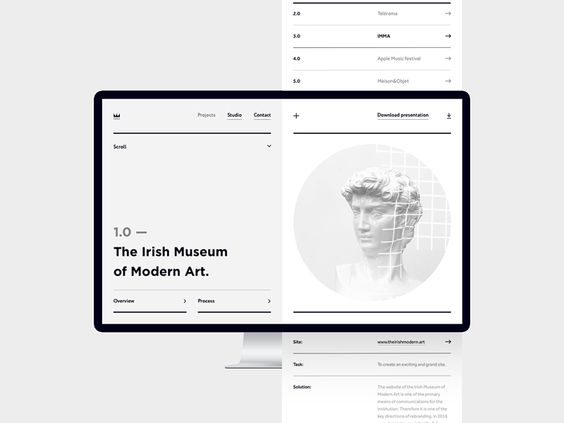 2.0 Télérama
3.0 IMMA
4.0 Apple Music festival
5.0 Maison&Objet
Projects Studio Contact
Download presentation
Scroll
1.0 —
The Irish Museum
of Modern Art.
Overview Process
Site: www.theirishmodern.art
Task: To create an exciting and grand site.
Solution: The website of the Irish Museum of
Modern Art is one of the primary
means of communications for the
institution. Therefore it is one of the
key directions of rebranding. In 2014